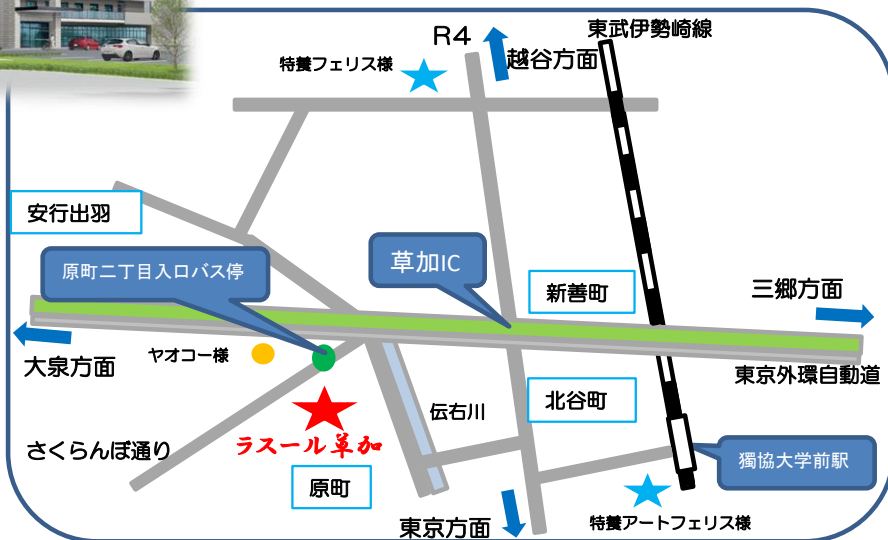 東武伊勢崎線
R4
越谷方面
特養フェリス様
安行出羽
原町二丁目入口バス停
草加IC
新善町
三郷方面
大泉方面
ヤオコー様
東京外環自動道
北谷町
伝右川
さくらんぼ通り
ラスール草加
獨協大学前駅
原町
東京方面
特養アートフェリス様